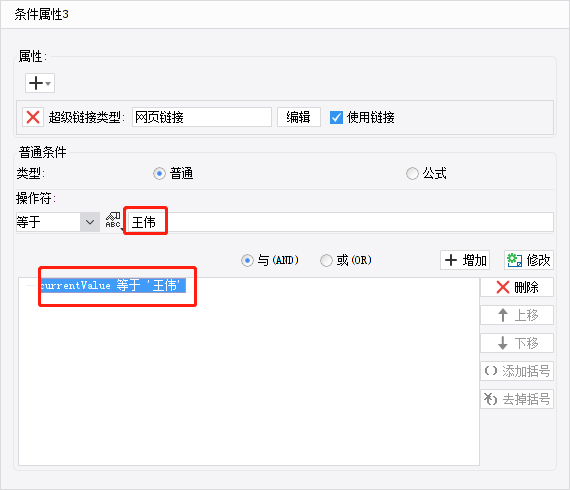 条件属性3
属性:
超级链接类型: 网页链接 编辑 使用链接
普通条件
类型: 普通 公式
操作符:
等于 ABC 王伟
与(AND) 或(OR) 增加 修改
currentValue 等于 '王伟'
删除
上移
下移
() 添加括号
去掉括号